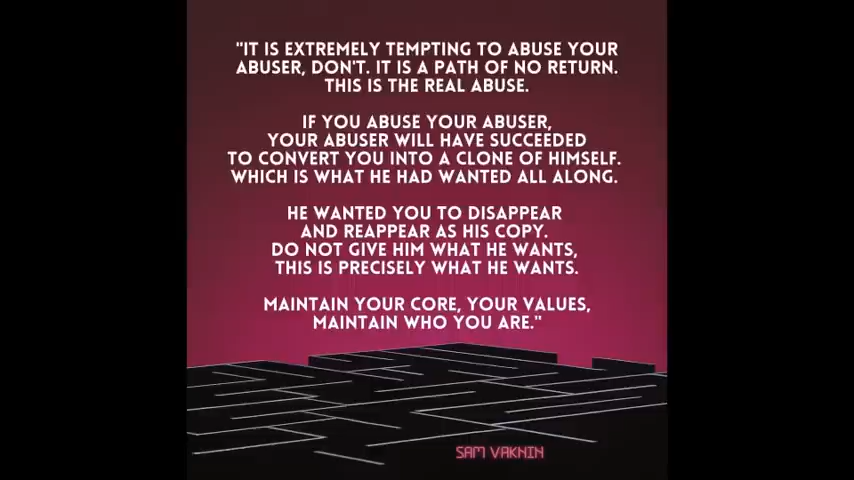 "IT IS EXTREMELY TEMPTING TO ABUSE YOUR
ABUSER, DON'T. IT IS A PATH OF NO RETURN.
THIS IS THE REAL ABUSE.
IF YOU ABUSE YOUR ABUSER,
YOUR ABUSER WILL HAVE SUCCEEDED
TO CONVERT YOU INTO A CLONE OF HIMSELF.
WHICH IS WHAT HE HAD WANTED ALL ALONG.
HE WANTED YOU TO DISAPPEAR
AND REAPPEAR AS HIS COPY.
DO NOT GIVE HIM WHAT HE WANTS,
THIS IS PRECISELY WHAT HE WANTS.
MAINTAIN YOUR CORE, YOUR VALUES,
MAINTAIN WHO YOU ARE."
SAM VAKNIN